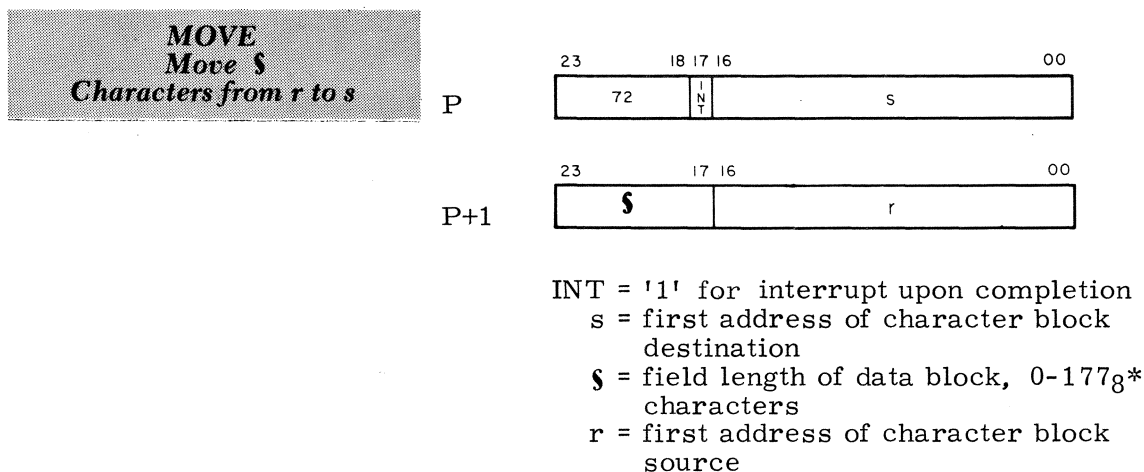 MOVE
Move $
Characters from r to s
P
23 18 17 16 00
72 INT s
P+1
23 17 16 00
$ r
INT = '1' for interrupt upon completion
s = first address of character block
destination
$ = field length of data block, 0-177₈*
characters
r = first address of character block
source